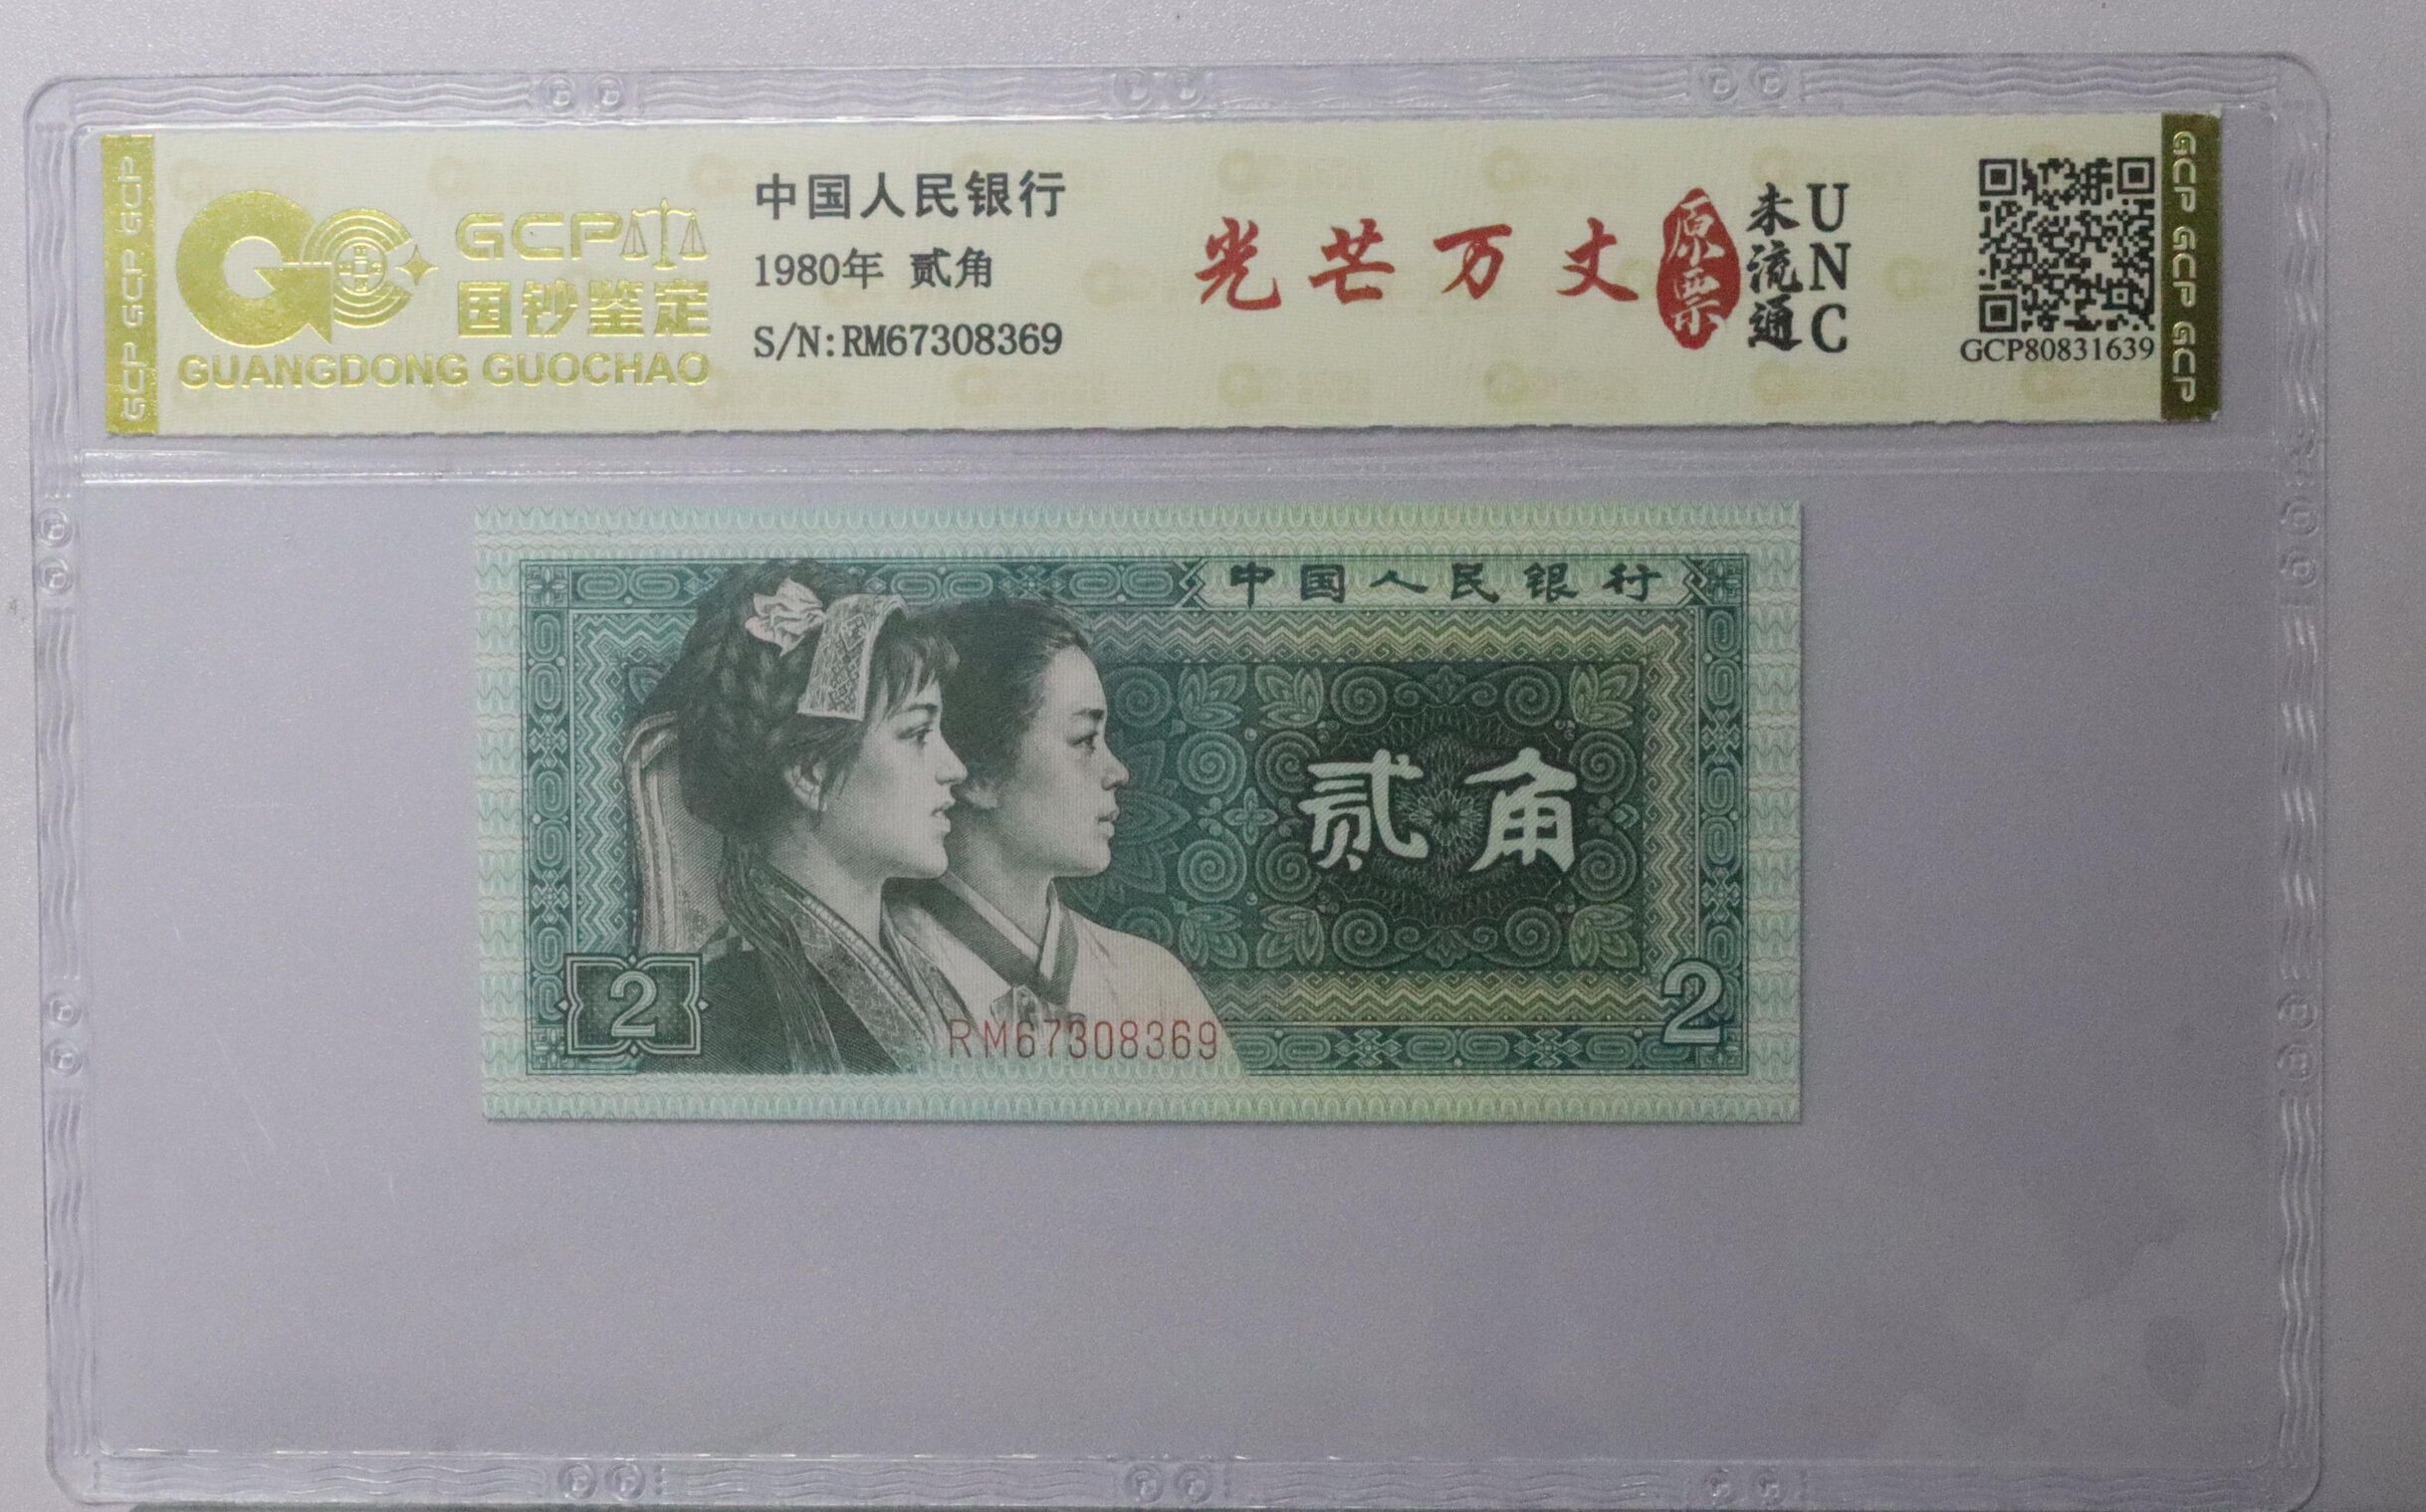 GCP GCP GCP
GCP
国钞鉴定
GUANGDONG GUOCHAO
中国人民银行
1980年 贰角
S/N:RM67308369
光芒万丈
原票
未流通
UNC
GCP80831639
GCP GCP GCP
中国人民银行
贰角
2
2
RM67308369